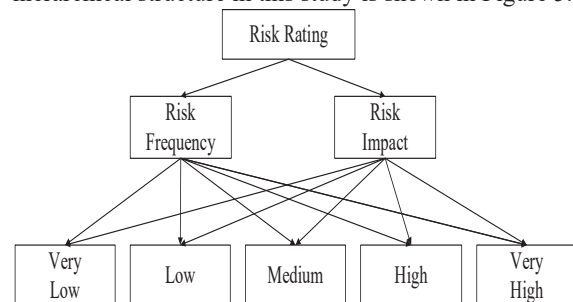 hierarchical structure in this study is shown in Figure 3.
Risk Rating
Risk
Frequency
Risk
Impact
Very
Low
Low
Medium
High
Very
High